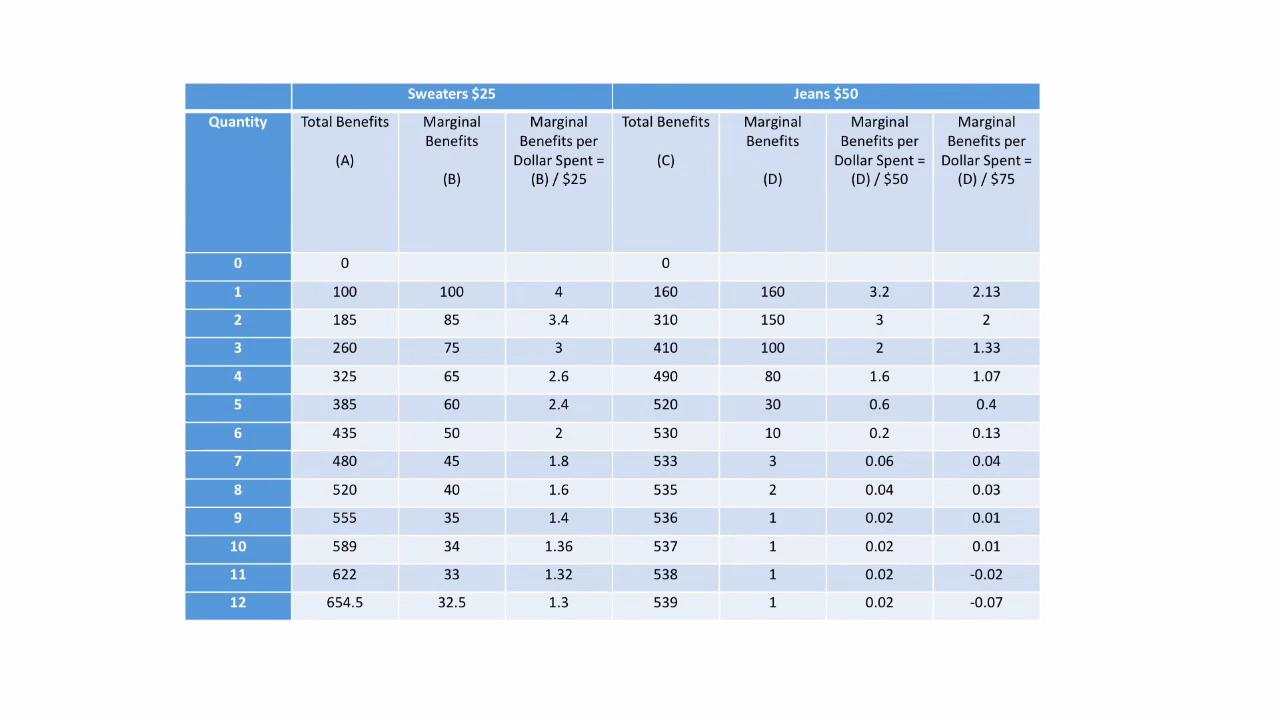 Sweaters $25 Jeans $50
Quantity Total Benefits Marginal Marginal Total Benefits Marginal Marginal Marginal
Benefits Benefits per Benefits Benefits per Benefits per
(A) Dollar Spent = (C) Dollar Spent = Dollar Spent =
(B) (B) / $25 (D) (D) / $50 (D) / $75
0 0 0
1 100 100 4 160 160 3.2 2.13
2 185 85 3.4 310 150 3 2
3 260 75 3 410 100 2 1.33
4 325 65 2.6 490 80 1.6 1.07
5 385 60 2.4 520 30 0.6 0.4
6 435 50 2 530 10 0.2 0.13
7 480 45 1.8 533 3 0.06 0.04
8 520 40 1.6 535 2 0.04 0.03
9 555 35 1.4 536 1 0.02 0.01
10 589 34 1.36 537 1 0.02 0.01
11 622 33 1.32 538 1 0.02 -0.02
12 654.5 32.5 1.3 539 1 0.02 -0.07